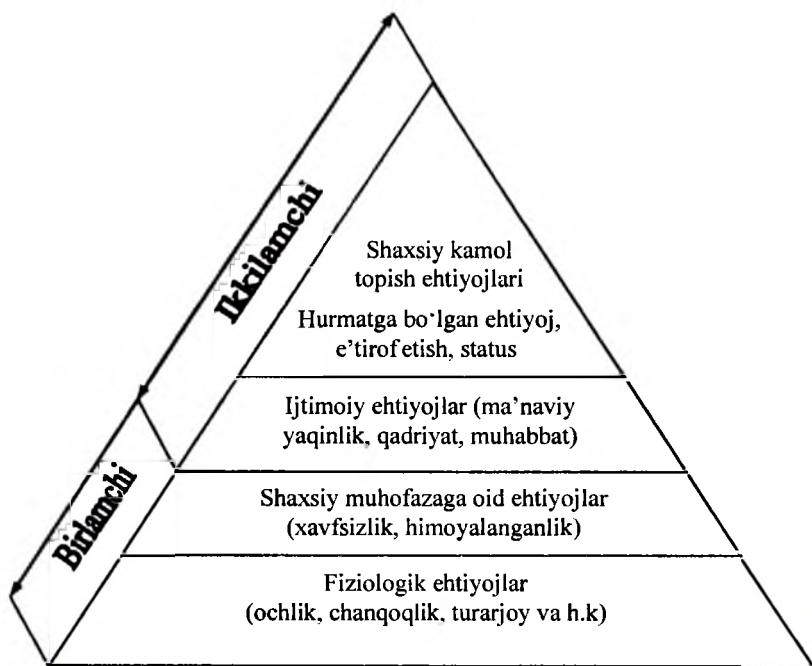 Ikkilamchi
Shaxsiy kamol
topish ehtiyojlari
Hurmatga bo‘lgan ehtiyoj,
e’tirof etish, status
Ijtimoiy ehtiyojlar (ma’naviy
yaqinlik, qadriyat, muhabbat)
Birlamchi
Shaxsiy muhofazaga oid ehtiyojlar
(xavfsizlik, himoyalanganlik)
Fiziologik ehtiyojlar
(ochlik, chanqoqlik, turarjoy va h.k)